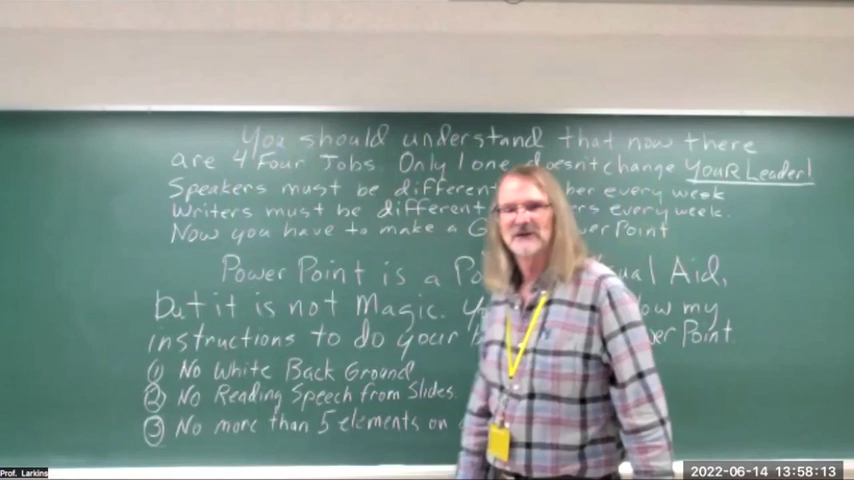 You should understand that now there
are 4 Four Jobs. Only 1 one doesn't change YOUR Leader!
Speakers must be different every week
Writers must be different every week.
Now you have to make a Point
Power Point is a Aid,
but it is not Magic. my
instructions to do your Point.
① No White Back Ground
② No Reading Speech from Slides.
③ No more than 5 elements on
Prof. Larkins
2022-06-14 13:58:13